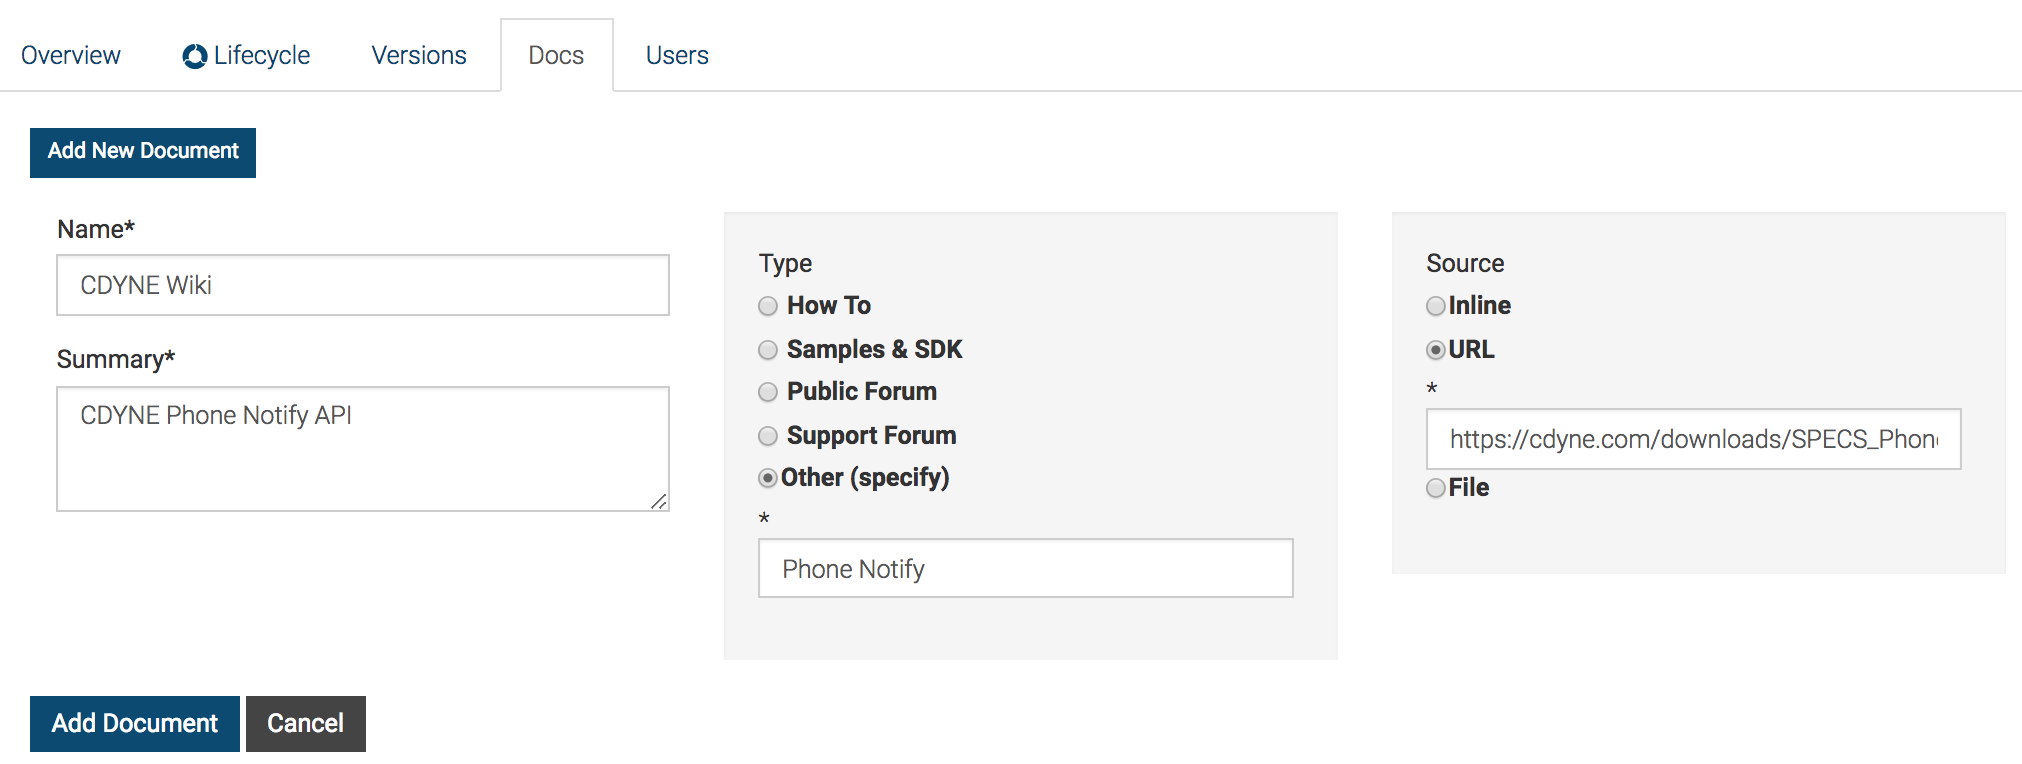 Overview Lifecycle Versions Docs Users
Add New Document
Name*
CDYNE Wiki
Summary*
CDYNE Phone Notify API
Type
How To
Samples & SDK
Public Forum
Support Forum
Other (specify)
*
Phone Notify
Source
Inline
URL
*
https://cdyne.com/downloads/SPECS_Phon
File
Add Document Cancel